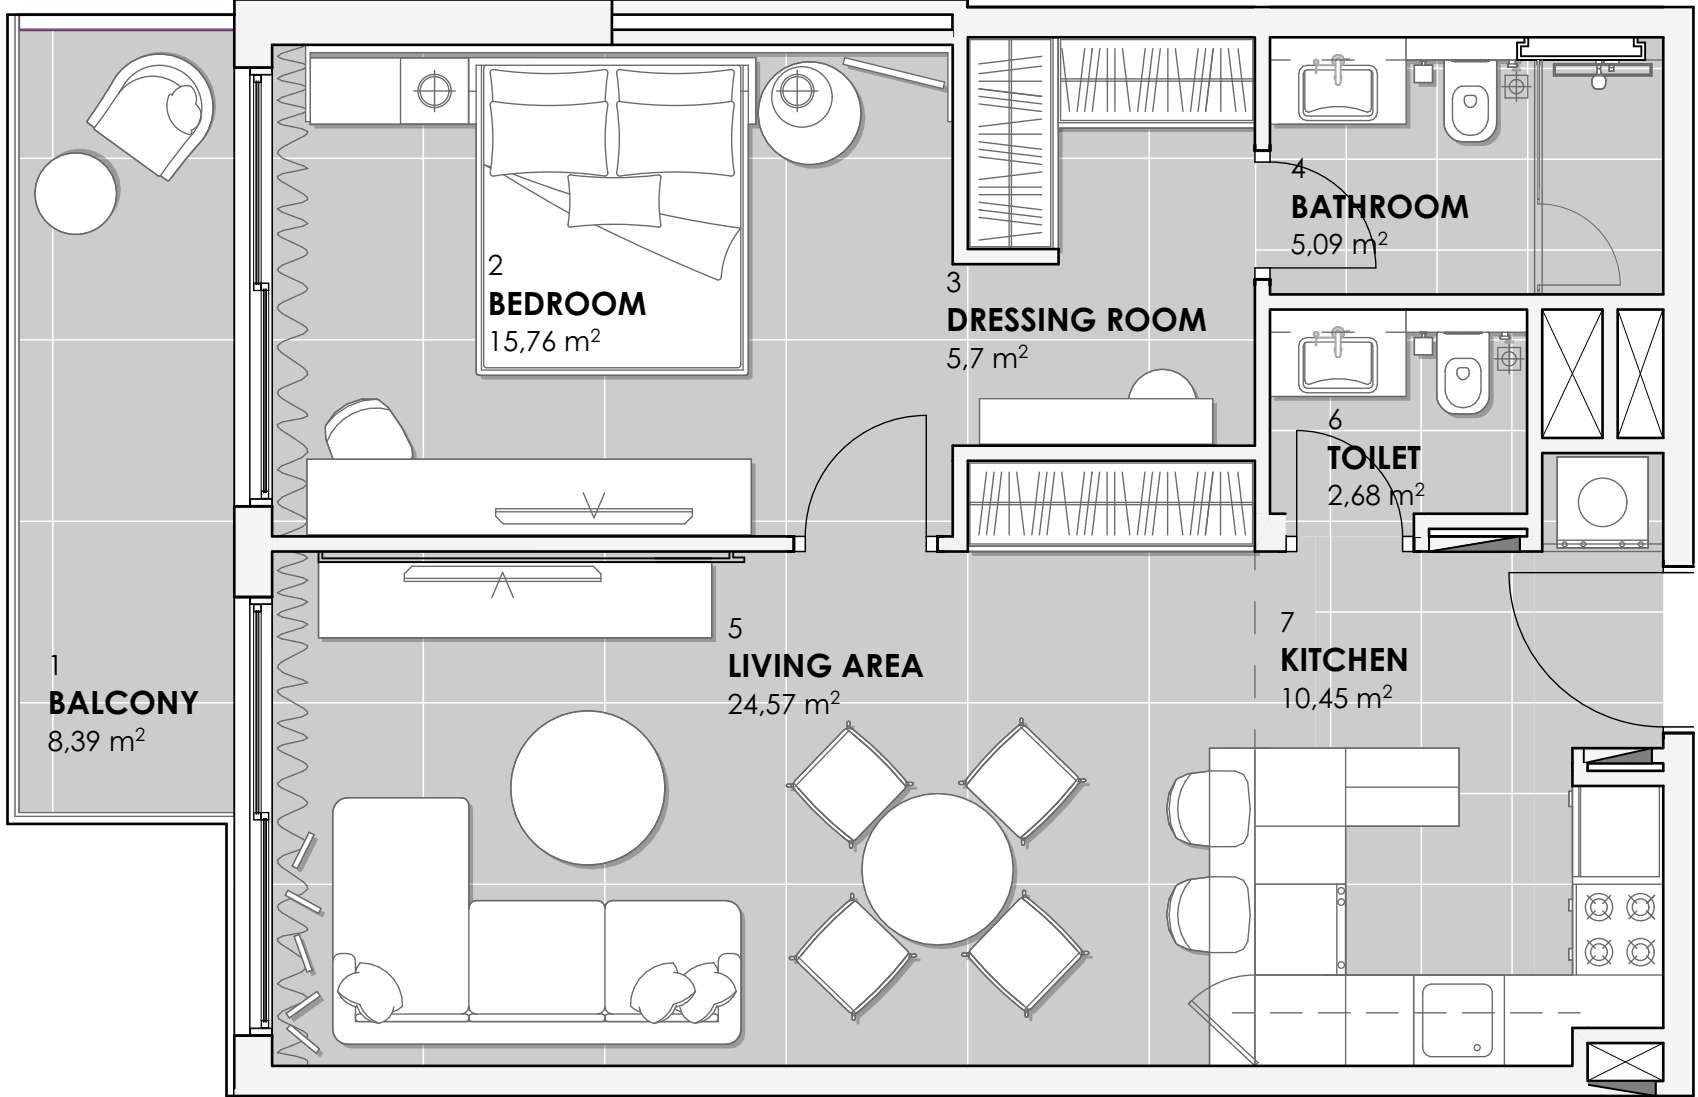 1
BALCONY
8,39 m²
2
BEDROOM
15,76 m²
3
DRESSING ROOM
5,7 m²
4
BATHROOM
5,09 m²
5
LIVING AREA
24,57 m²
6
TOILET
2,68 m²
7
KITCHEN
10,45 m²